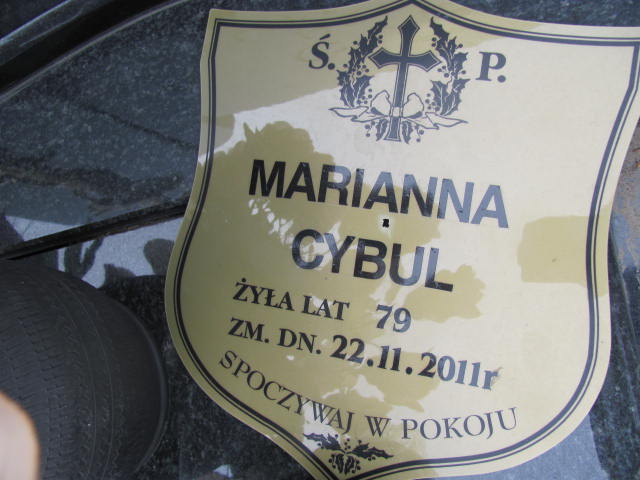 Ś. P.
MARIANNA
CYBUL
ŻYŁA LAT 79
ZM. DN. 22.11.2011r
SPOCZYWAJ W POKOJU